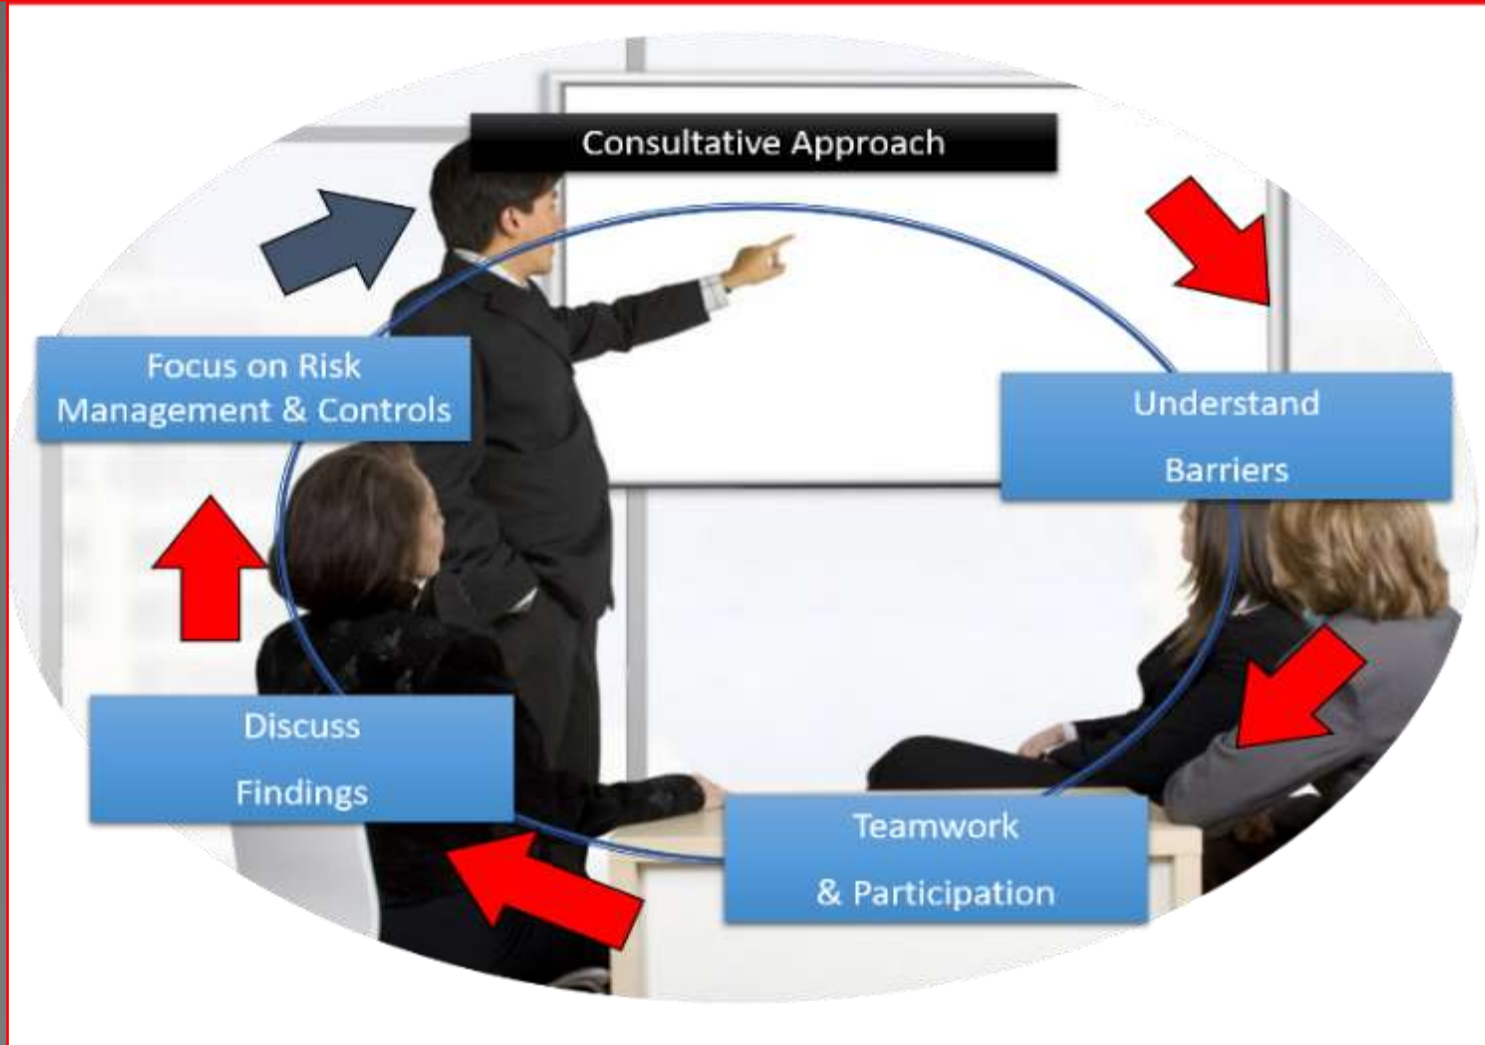 Consultative Approach
Focus on Risk
Management & Controls
Understand
Barriers
Discuss
Findings
Teamwork
& Participation